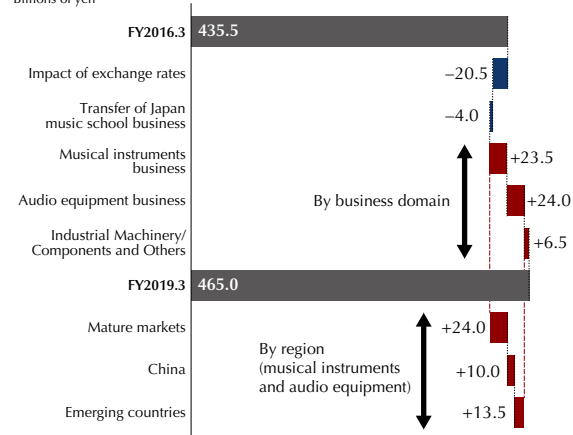 Billions of yen
FY2016.3
435.5
Impact of exchange rates
–20.5
Transfer of Japan
music school business
–4.0
Musical instruments
business
+23.5
Audio equipment business
By business domain
+24.0
Industrial Machinery/
Components and Others
+6.5
FY2019.3
465.0
Mature markets
+24.0
By region
(musical instruments
and audio equipment)
China
+10.0
Emerging countries
+13.5